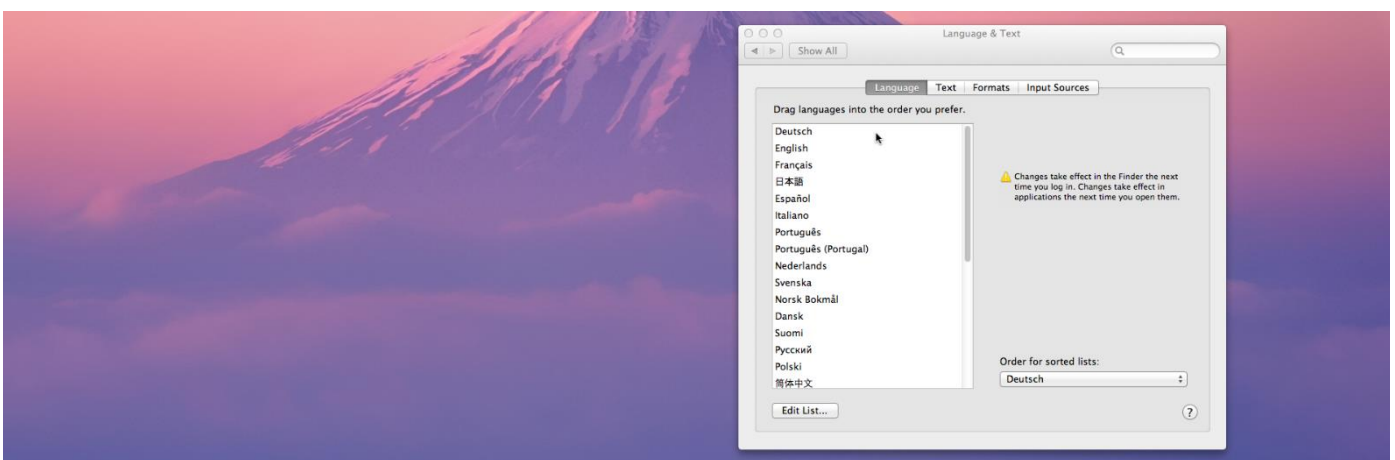 Language & Text
Show All
Language Text Formats Input Sources
Drag languages into the order you prefer.
Deutsch
English
Français
日本語
Español
Italiano
Português
Português (Portugal)
Nederlands
Svenska
Norsk Bokmål
Dansk
Suomi
Русский
Polski
简体中文
Changes take effect in the Finder the next
time you log in. Changes take effect in
applications the next time you open them.
Order for sorted lists:
Deutsch
Edit List...
?